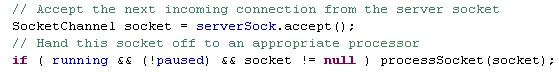 // Accept the next incoming connection from the server socket
SocketChannel socket = serverSock.accept();
// Hand this socket off to an appropriate processor
if ( running && (!paused) && socket != null ) processSocket(socket);